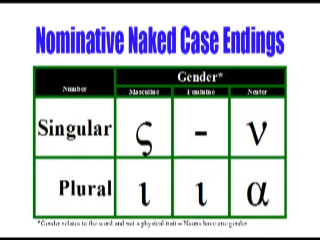 Nominative Naked Case Endings
Gender*
Number Masculine Feminine Neuter
Singular ς - ν
Plural ι ι α
*Gender relates to the word and not a physical trait – Nouns have one gender